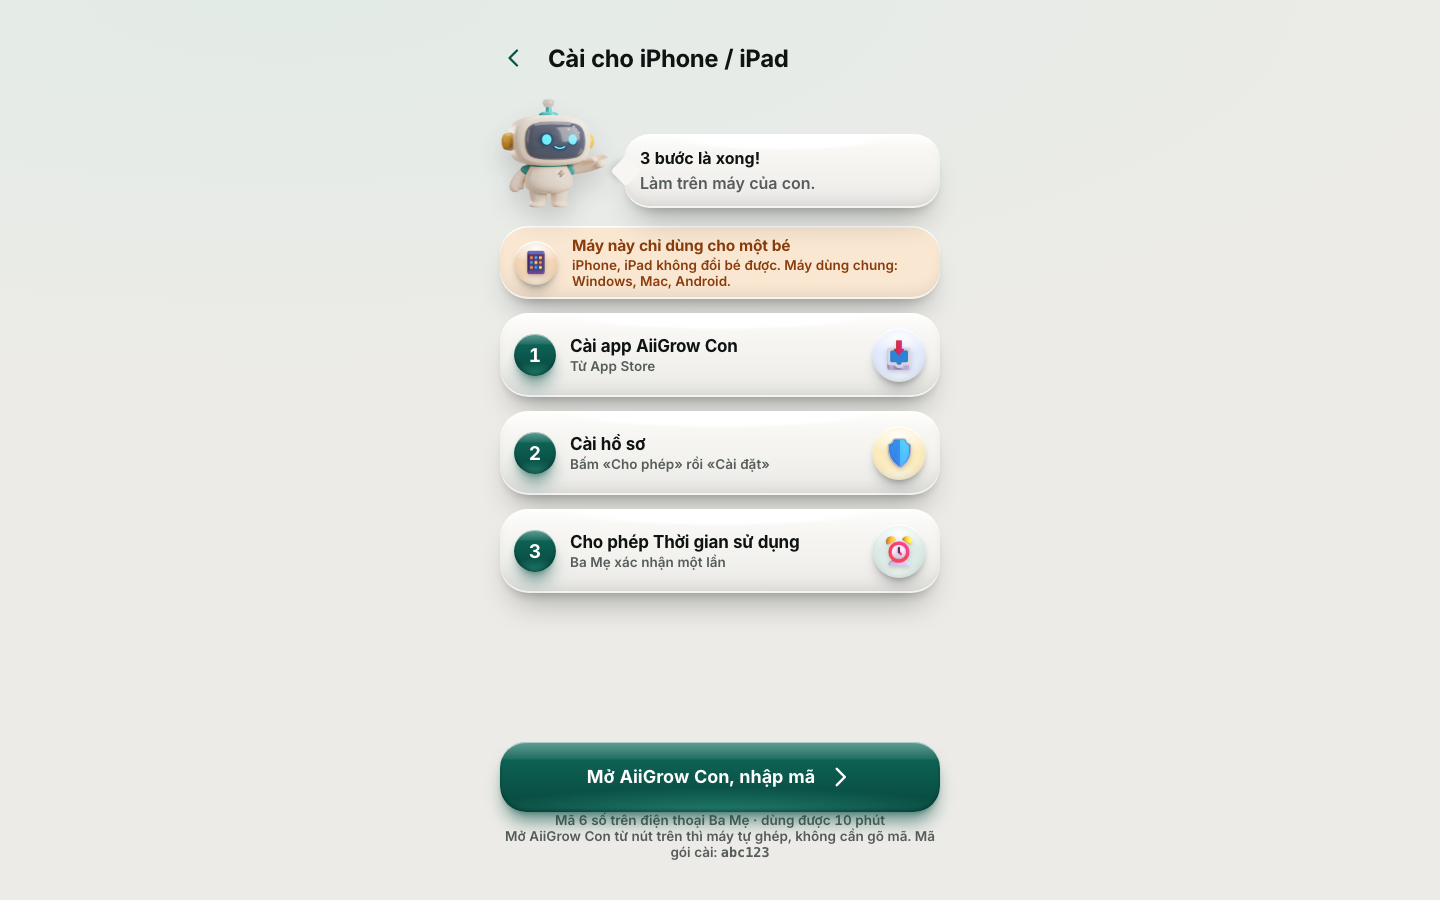 Cài cho iPhone / iPad
3 bước là xong!
Làm trên máy của con.
Máy này chỉ dùng cho một bé
iPhone, iPad không đổi bé được. Máy dùng chung:
Windows, Mac, Android.
1
Cài app AiiGrow Con
Từ App Store
2
Cài hồ sơ
Bấm «Cho phép» rồi «Cài đặt»
3
Cho phép Thời gian sử dụng
Ba Mẹ xác nhận một lần
Mở AiiGrow Con, nhập mã
Mã 6 số trên điện thoại Ba Mẹ · dùng được 10 phút
Mở AiiGrow Con từ nút trên thì máy tự ghép, không cần gõ mã. Mã
gói cài: abc123